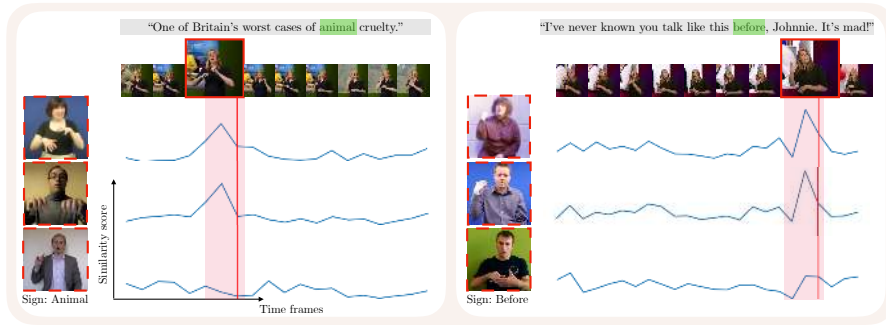 “One of Britain’s worst cases of animal cruelty.”
Similarity score
Sign: Animal
Time frames
“I’ve never known you talk like this before, Johnnie. It’s mad!”
Sign: Before